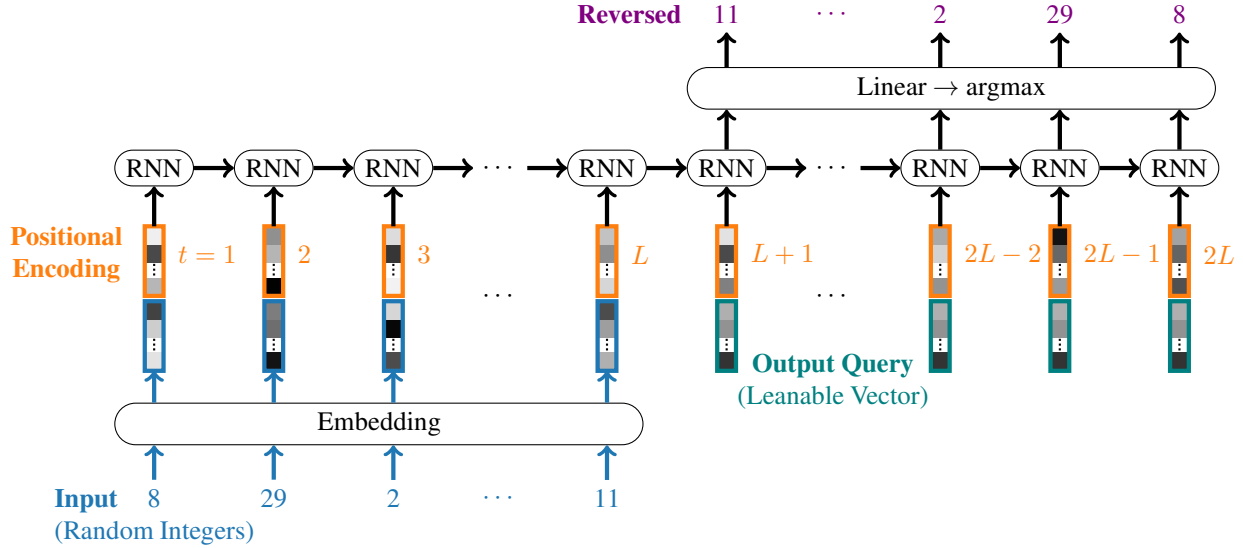 Reversed 11 ⋯ 2 29 8
Linear → argmax
RNN RNN RNN ⋯ RNN RNN ⋯ RNN RNN RNN
Positional
Encoding
t = 1 2 3 ⋯ L L + 1 ⋯ 2L − 2 2L − 1 2L
Output Query
(Leanable Vector)
Embedding
Input 8 29 2 ⋯ 11
(Random Integers)